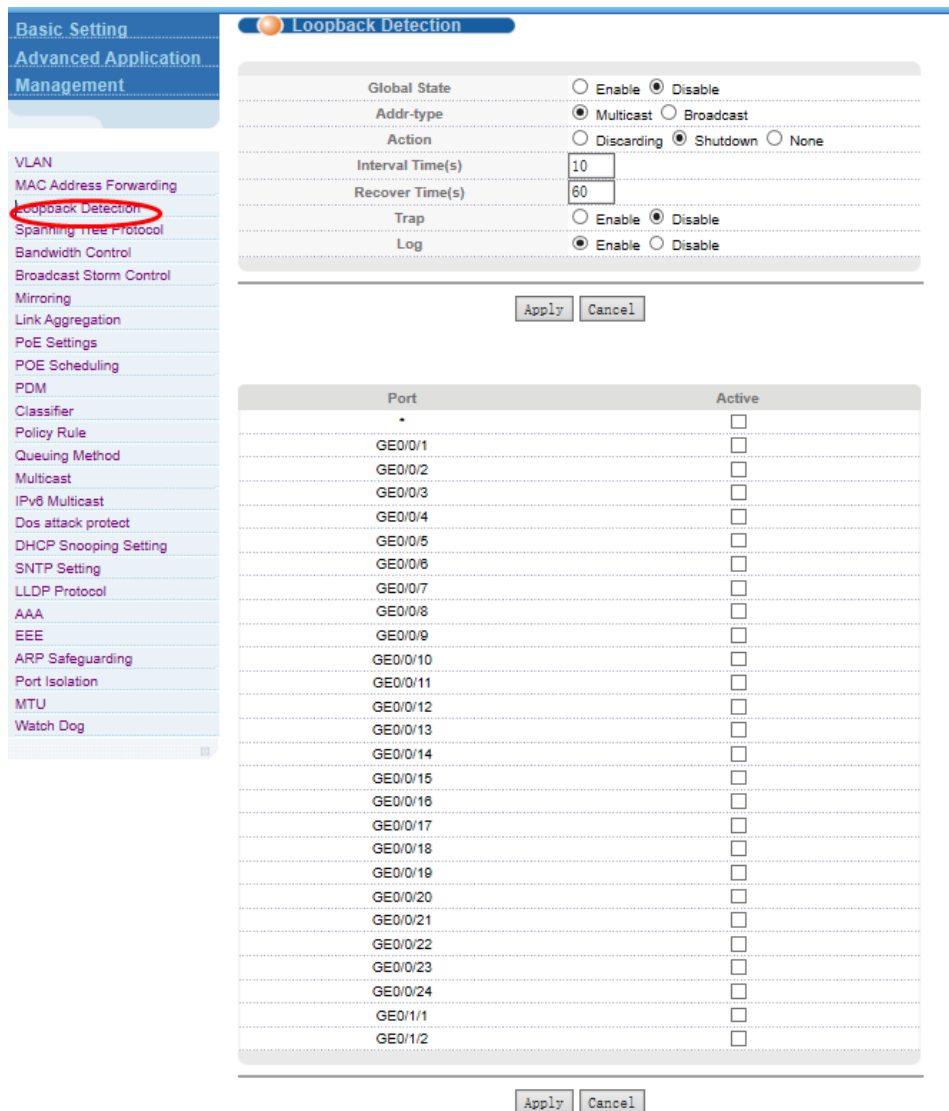 Basic Setting
Advanced Application
Management
VLAN
MAC Address Forwarding
Loopback Detection
Spanning Tree Protocol
Bandwidth Control
Broadcast Storm Control
Mirroring
Link Aggregation
PoE Settings
POE Scheduling
PDM
Classifier
Policy Rule
Queuing Method
Multicast
IPv6 Multicast
Dos attack protect
DHCP Snooping Setting
SNTP Setting
LLDP Protocol
AAA
EEE
ARP Safeguarding
Port Isolation
MTU
Watch Dog
Loopback Detection
Global State Enable Disable
Addr-type Multicast Broadcast
Action Discarding Shutdown None
Interval Time(s) 10
Recover Time(s) 60
Trap Enable Disable
Log Enable Disable
Apply Cancel
Port Active
*
GE0/0/1
GE0/0/2
GE0/0/3
GE0/0/4
GE0/0/5
GE0/0/6
GE0/0/7
GE0/0/8
GE0/0/9
GE0/0/10
GE0/0/11
GE0/0/12
GE0/0/13
GE0/0/14
GE0/0/15
GE0/0/16
GE0/0/17
GE0/0/18
GE0/0/19
GE0/0/20
GE0/0/21
GE0/0/22
GE0/0/23
GE0/0/24
GE0/1/1
GE0/1/2
Apply Cancel